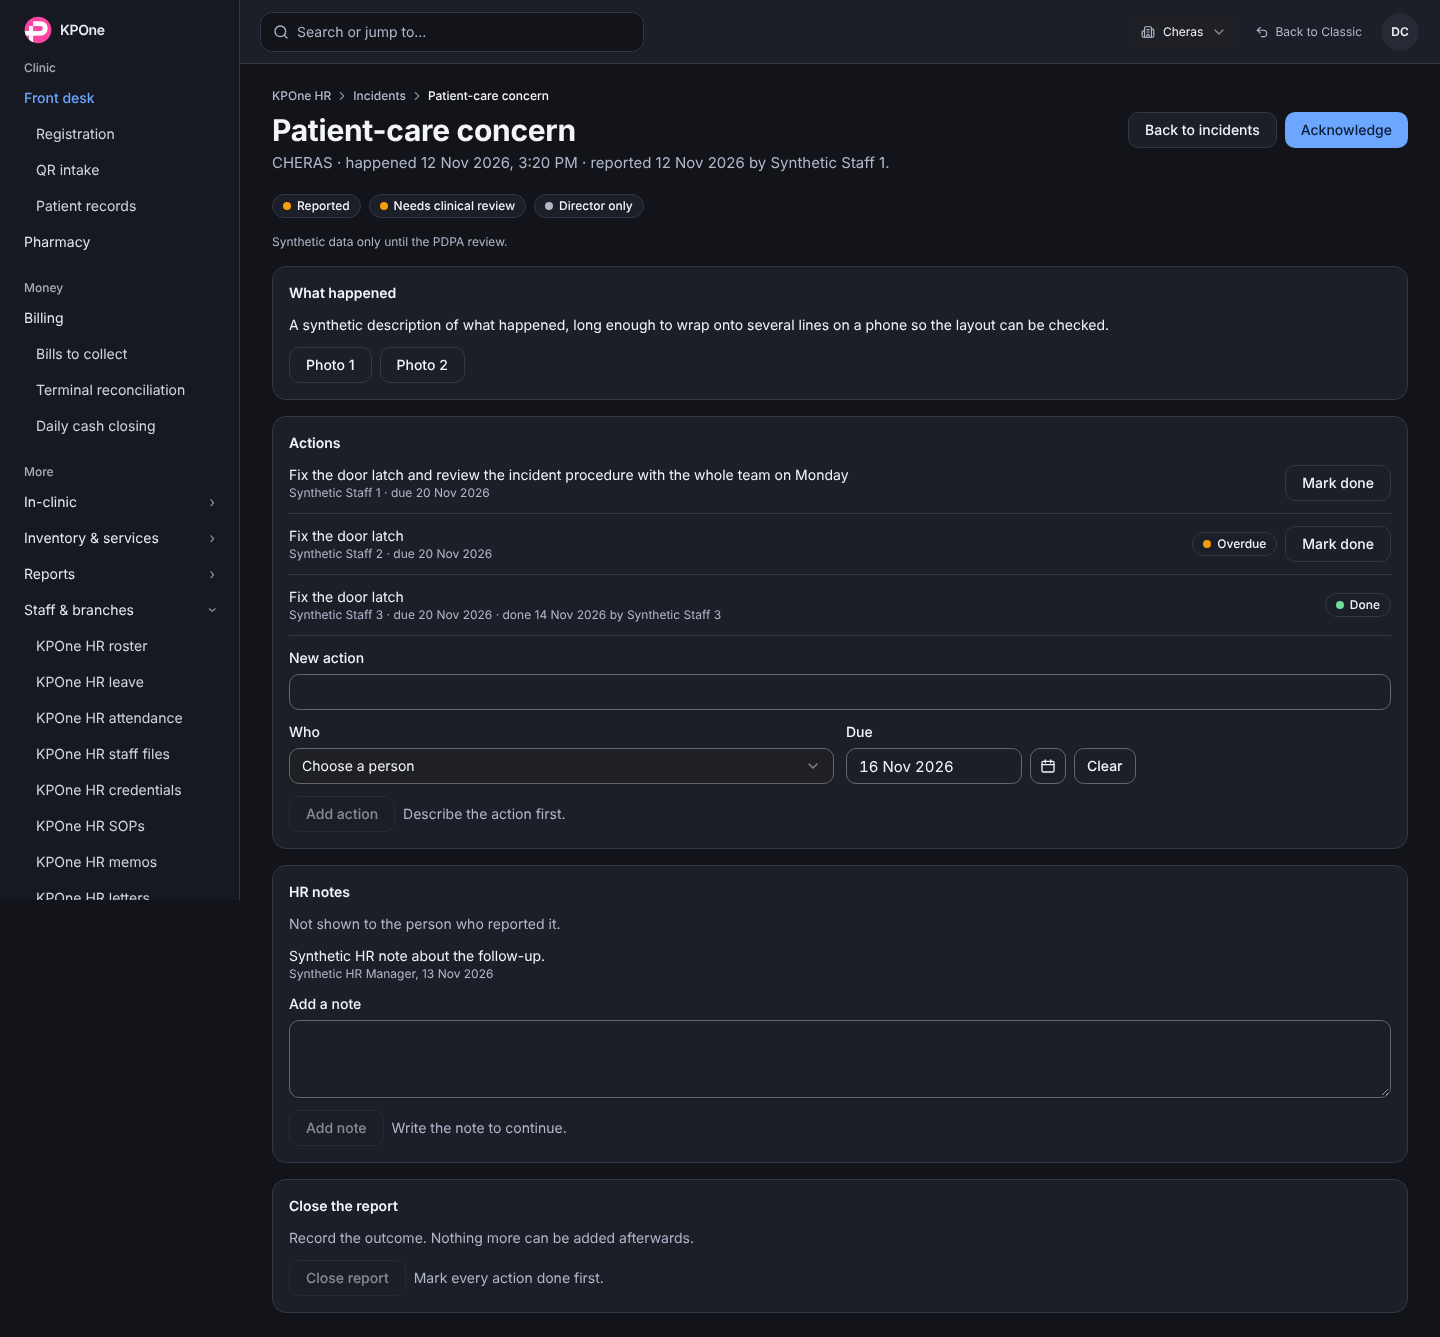 KPOne
Clinic
Front desk
Registration
QR intake
Patient records
Pharmacy
Money
Billing
Bills to collect
Terminal reconciliation
Daily cash closing
More
In-clinic
Inventory & services
Reports
Staff & branches
KPOne HR roster
KPOne HR leave
KPOne HR attendance
KPOne HR staff files
KPOne HR credentials
KPOne HR SOPs
KPOne HR memos
KPOne HR letters
Search or jump to...
Cheras
Back to Classic
DC
KPOne HR > Incidents > Patient-care concern
Patient-care concern
Back to incidents
Acknowledge
CHERAS · happened 12 Nov 2026, 3:20 PM · reported 12 Nov 2026 by Synthetic Staff 1.
Reported
Needs clinical review
Director only
Synthetic data only until the PDPA review.
What happened
A synthetic description of what happened, long enough to wrap onto several lines on a phone so the layout can be checked.
Photo 1
Photo 2
Actions
Fix the door latch and review the incident procedure with the whole team on Monday
Synthetic Staff 1 · due 20 Nov 2026
Mark done
Fix the door latch
Synthetic Staff 2 · due 20 Nov 2026
Overdue
Mark done
Fix the door latch
Synthetic Staff 3 · due 20 Nov 2026 · done 14 Nov 2026 by Synthetic Staff 3
Done
New action
Who
Due
Choose a person
16 Nov 2026
Clear
Add action
Describe the action first.
HR notes
Not shown to the person who reported it.
Synthetic HR note about the follow-up.
Synthetic HR Manager, 13 Nov 2026
Add a note
Add note
Write the note to continue.
Close the report
Record the outcome. Nothing more can be added afterwards.
Close report
Mark every action done first.